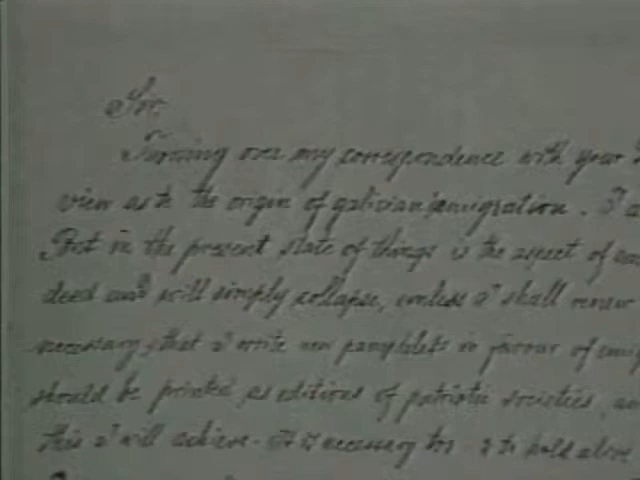 Sir.
Turning over my correspondence with your
view as to the origin of galician emigration. I
But in the present state of things is the aspect of
deed and will simply collapse, unless I shall renew
necessary, that I write new pamphlets in favour of
should be printed as editions of patriotic societies,
this I will achieve. It is necessary to hold